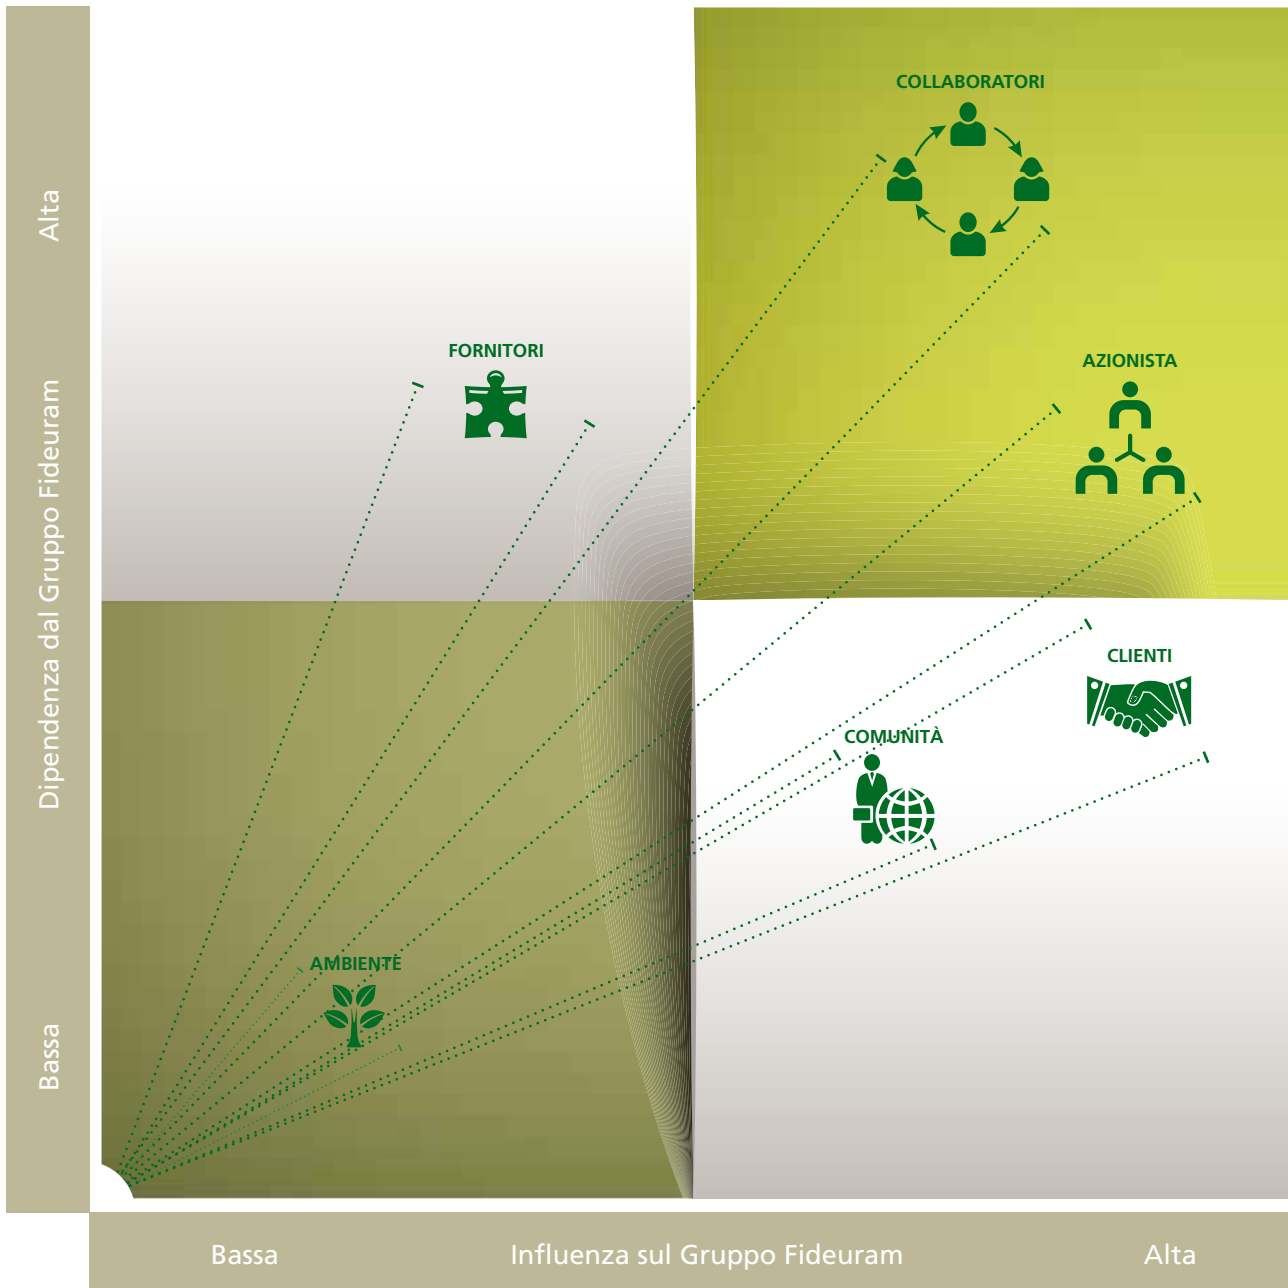 COLLABORATORI
Alta
FORNITORI
AZIONISTA
Dipendenza dal Gruppo Fideuram
CLIENTI
COMUNITÀ
AMBIENTE
Bassa
Bassa
Influenza sul Gruppo Fideuram
Alta